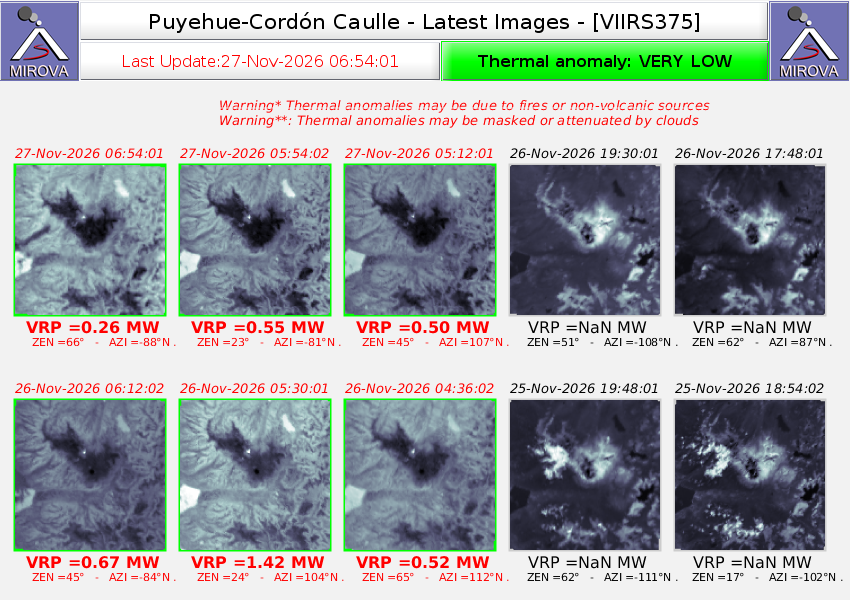 Puyehue-Cordón Caulle - Latest Images - [VIIRS375]
MIROVA
Last Update:27-Nov-2026 06:54:01
Thermal anomaly: VERY LOW
MIROVA
Warning* Thermal anomalies may be due to fires or non-volcanic sources
Warning**: Thermal anomalies may be masked or attenuated by clouds
27-Nov-2026 06:54:01 27-Nov-2026 05:54:02 27-Nov-2026 05:12:01 26-Nov-2026 19:30:01 26-Nov-2026 17:48:01
VRP =0.26 MW VRP =0.55 MW VRP =0.50 MW VRP =NaN MW VRP =NaN MW
ZEN =66° - AZI =-88°N . ZEN =23° - AZI =-81°N . ZEN =45° - AZI =107°N . ZEN =51° - AZI =-108°N . ZEN =62° - AZI =87°N .
26-Nov-2026 06:12:02 26-Nov-2026 05:30:01 26-Nov-2026 04:36:02 25-Nov-2026 19:48:01 25-Nov-2026 18:54:02
VRP =0.67 MW VRP =1.42 MW VRP =0.52 MW VRP =NaN MW VRP =NaN MW
ZEN =45° - AZI =-84°N . ZEN =24° - AZI =104°N . ZEN =65° - AZI =112°N . ZEN =62° - AZI =-111°N . ZEN =17° - AZI =-102°N .